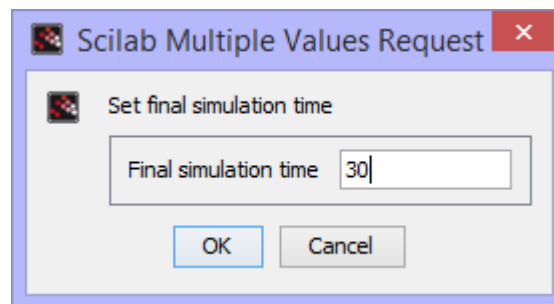 Scilab Multiple Values Request
Set final simulation time
Final simulation time 30
OK Cancel